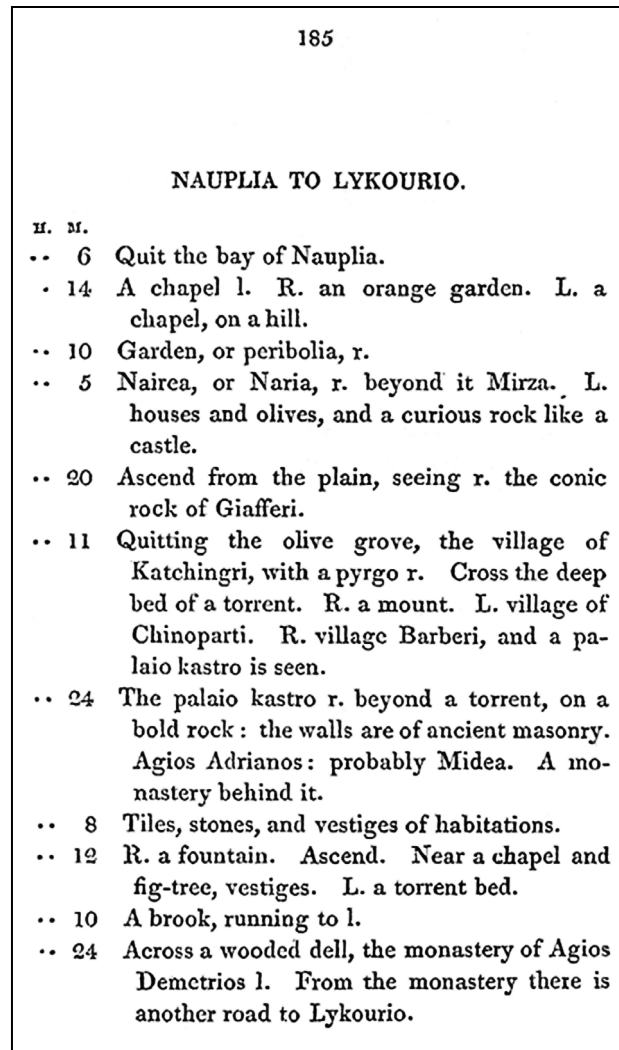 185
NAUPLIA TO LYKOURIO.
H. M.
·· 6 Quit the bay of Nauplia.
· 14 A chapel l. R. an orange garden. L. a
chapel, on a hill.
·· 10 Garden, or peribolia, r.
·· 5 Nairea, or Naria, r. beyond it Mirza. L.
houses and olives, and a curious rock like a
castle.
·· 20 Ascend from the plain, seeing r. the conic
rock of Giafferi.
·· 11 Quitting the olive grove, the village of
Katchingri, with a pyrgo r. Cross the deep
bed of a torrent. R. a mount. L. village of
Chinoparti. R. village Barberi, and a pa-
laio kastro is seen.
·· 24 The palaio kastro r. beyond a torrent, on a
bold rock: the walls are of ancient masonry.
Agios Adrianos: probably Midea. A mo-
nastery behind it.
·· 8 Tiles, stones, and vestiges of habitations.
·· 12 R. a fountain. Ascend. Near a chapel and
fig-tree, vestiges. L. a torrent bed.
·· 10 A brook, running to l.
·· 24 Across a wooded dell, the monastery of Agios
Demetrios l. From the monastery there is
another road to Lykourio.